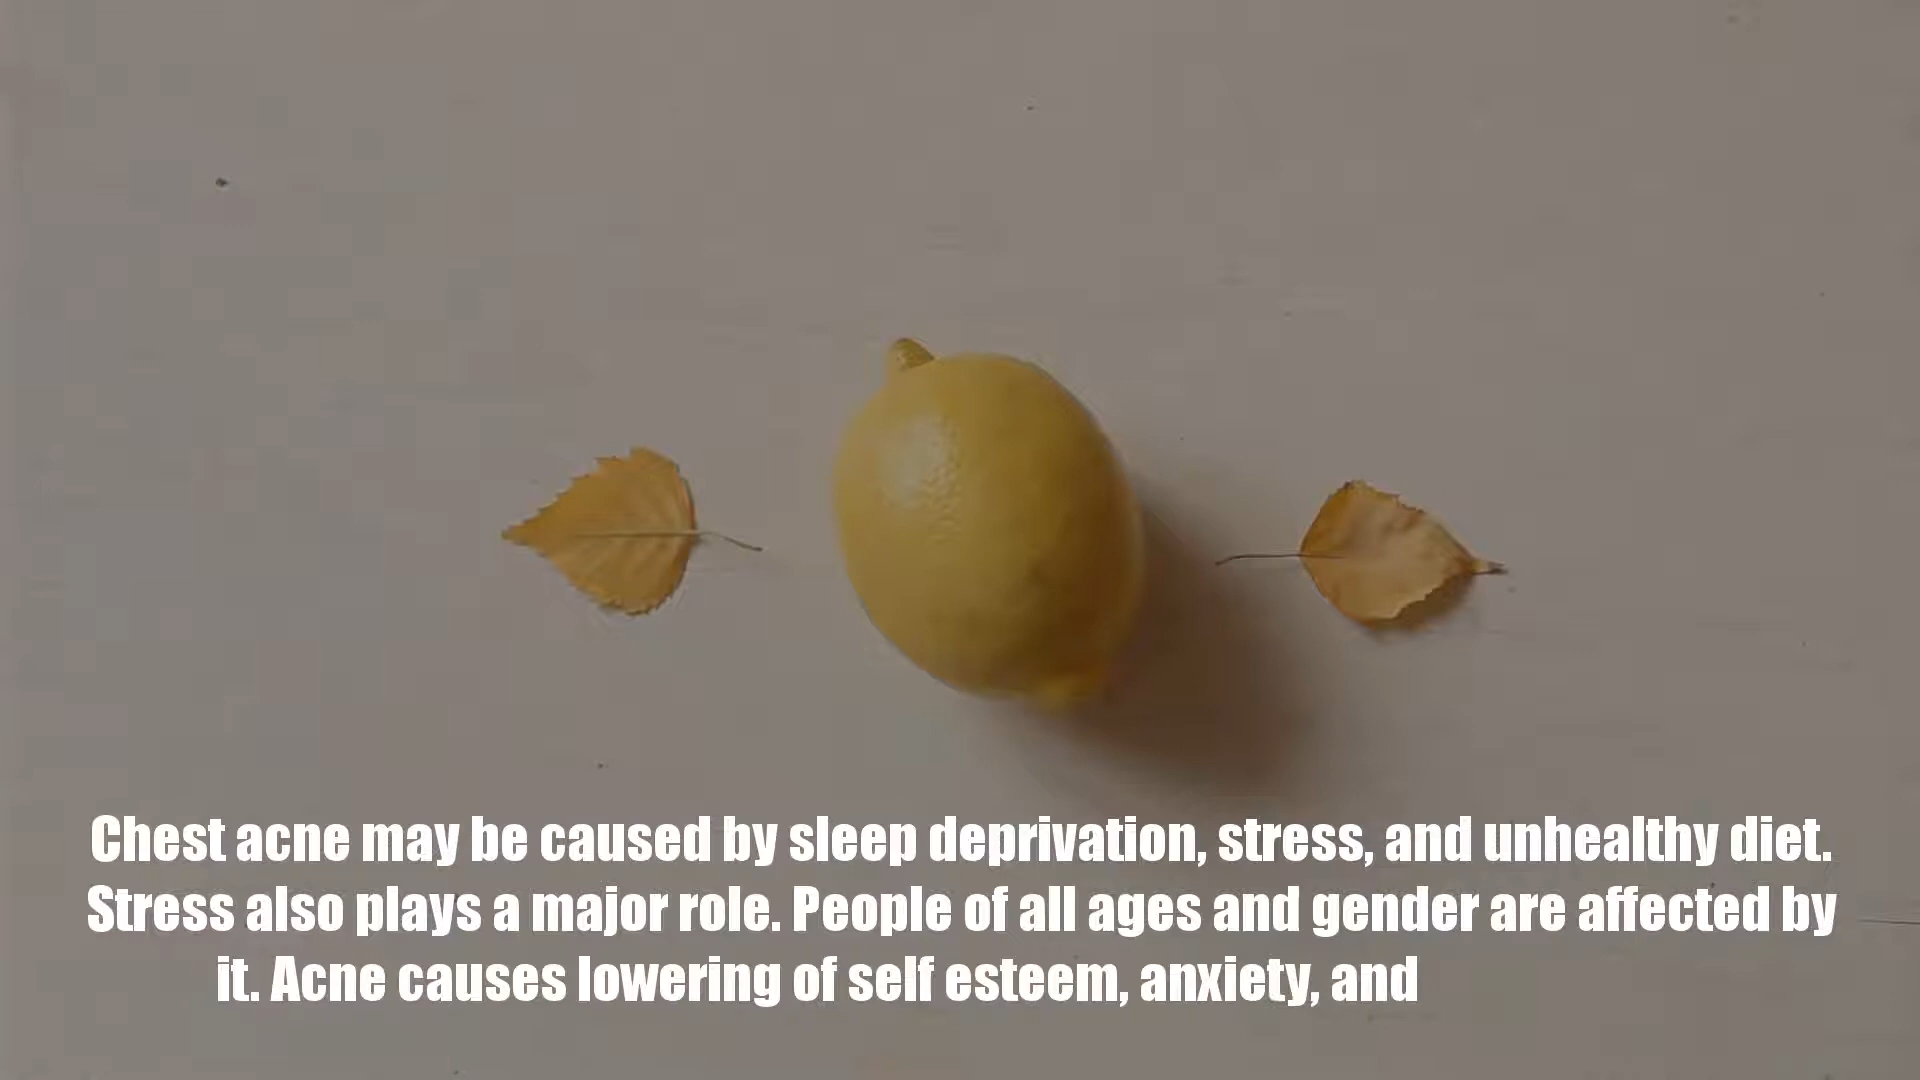 Chest acne may be caused by sleep deprivation, stress, and unhealthy diet.
Stress also plays a major role. People of all ages and gender are affected by
it. Acne causes lowering of self esteem, anxiety, and